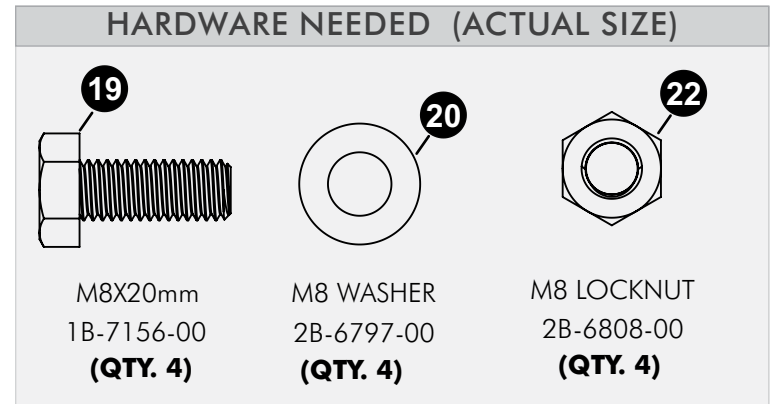 HARDWARE NEEDED (ACTUAL SIZE)
19
20
22
M8X20mm
1B-7156-00
(QTY. 4)
M8 WASHER
2B-6797-00
(QTY. 4)
M8 LOCKNUT
2B-6808-00
(QTY. 4)